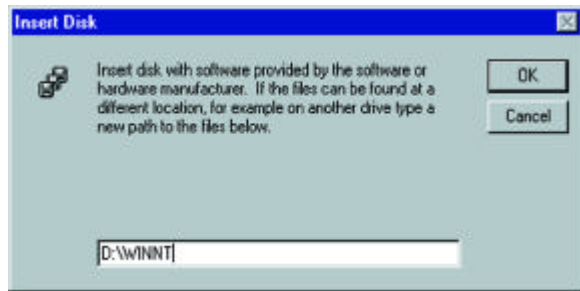 Insert Disk
Insert disk with software provided by the software or
hardware manufacturer. If the files can be found at a
different location, for example on another drive type a
new path to the files below.
OK
Cancel
D:\WINNT